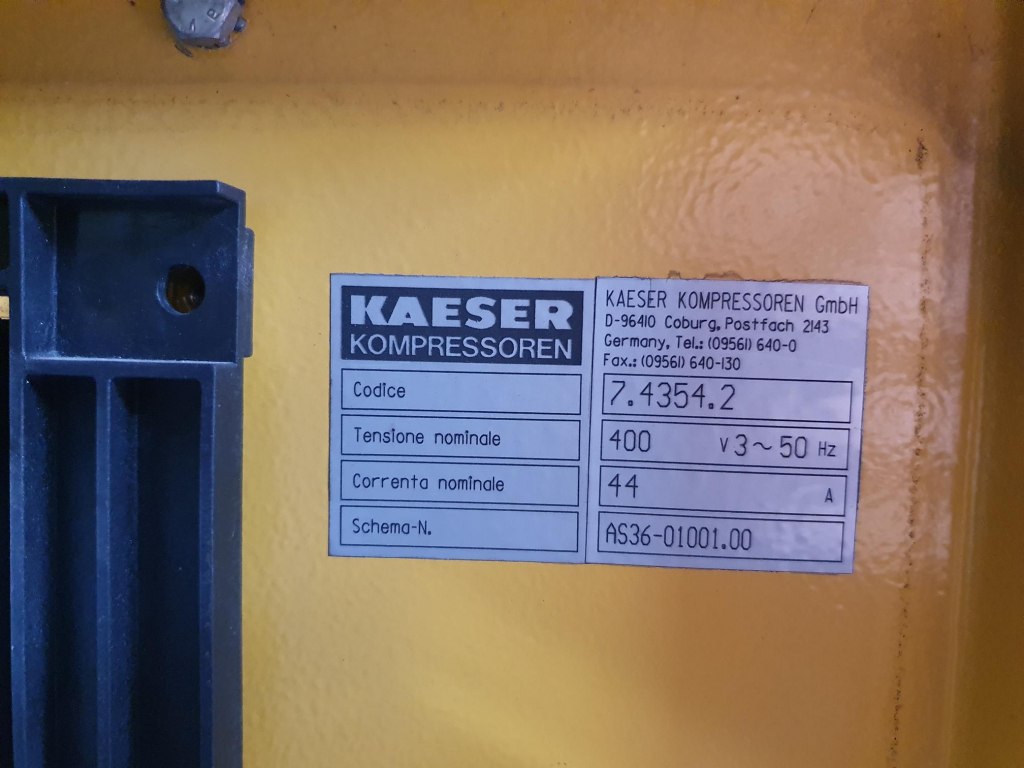 KAESER
KOMPRESSOREN
KAESER KOMPRESSOREN GmbH
D-96410 Coburg, Postfach 2143
Germany, Tel.: (09561) 640-0
Fax.: (09561) 640-130
Codice 7.4354.2
Tensione nominale 400 V 3~ 50 Hz
Correnta nominale 44 A
Schema-N. AS36-01001.00